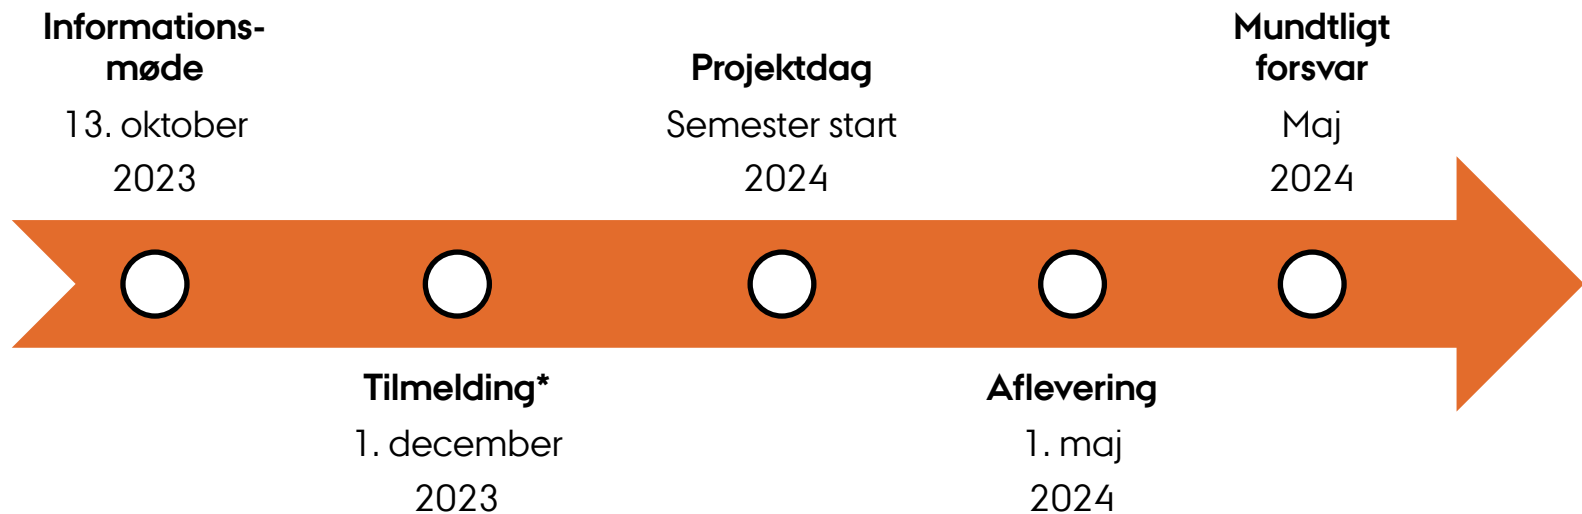 Informations-
møde
13. oktober
2023
Tilmelding*
1. december
2023
Projektdag
Semester start
2024
Aflevering
1. maj
2024
Mundtligt
forsvar
Maj
2024